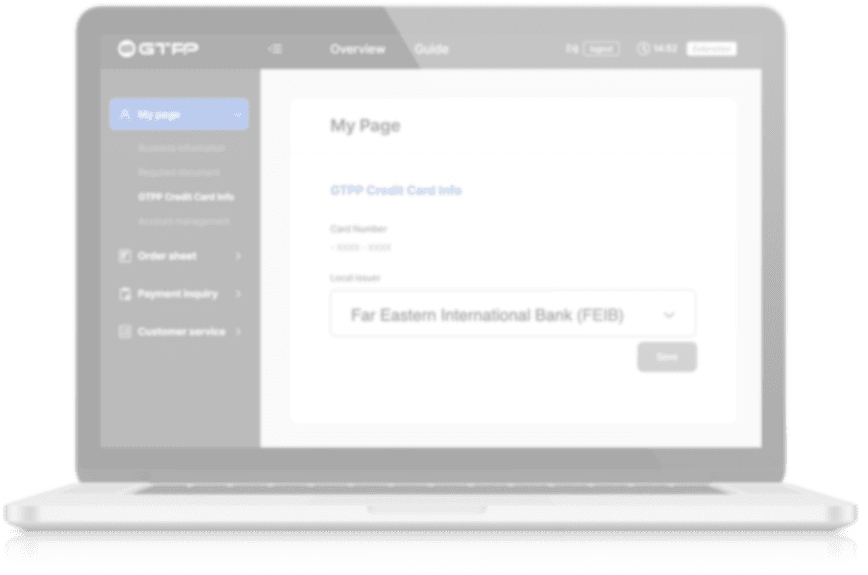 GTPP
Overview
Guide
Eg
logout
14:52
My page
Business information
Required document
GTPP Credit Card Info
Account management
Order sheet
Payment inquiry
Customer service
My Page
GTPP Credit Card Info
Card Number
- xxxx - xxxx
Local issuer
Far Eastern International Bank (FEIB)
Save